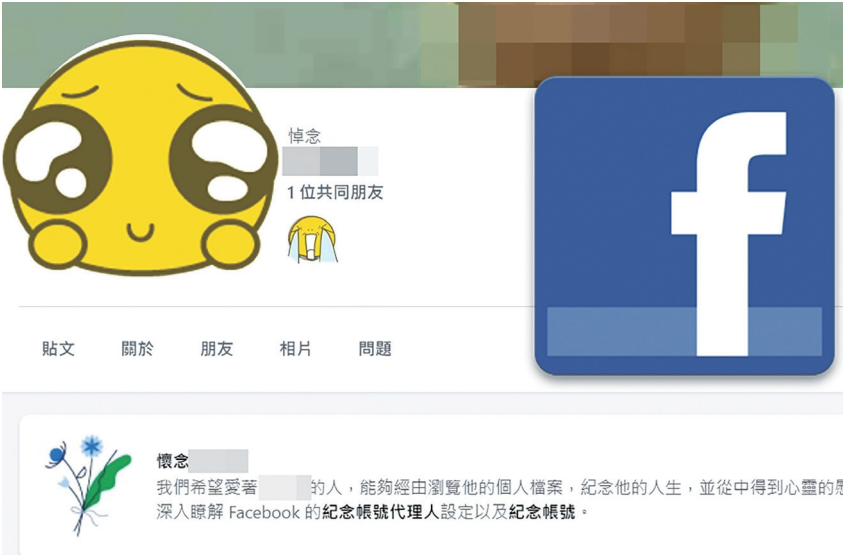 悼念
1 位共同朋友
f
貼文 關於 朋友 相片 問題
懷念
我們希望愛著 的人，能夠經由瀏覽他的個人檔案，紀念他的人生，並從中得到心靈的
深入瞭解 Facebook 的紀念帳號代理人設定以及紀念帳號。